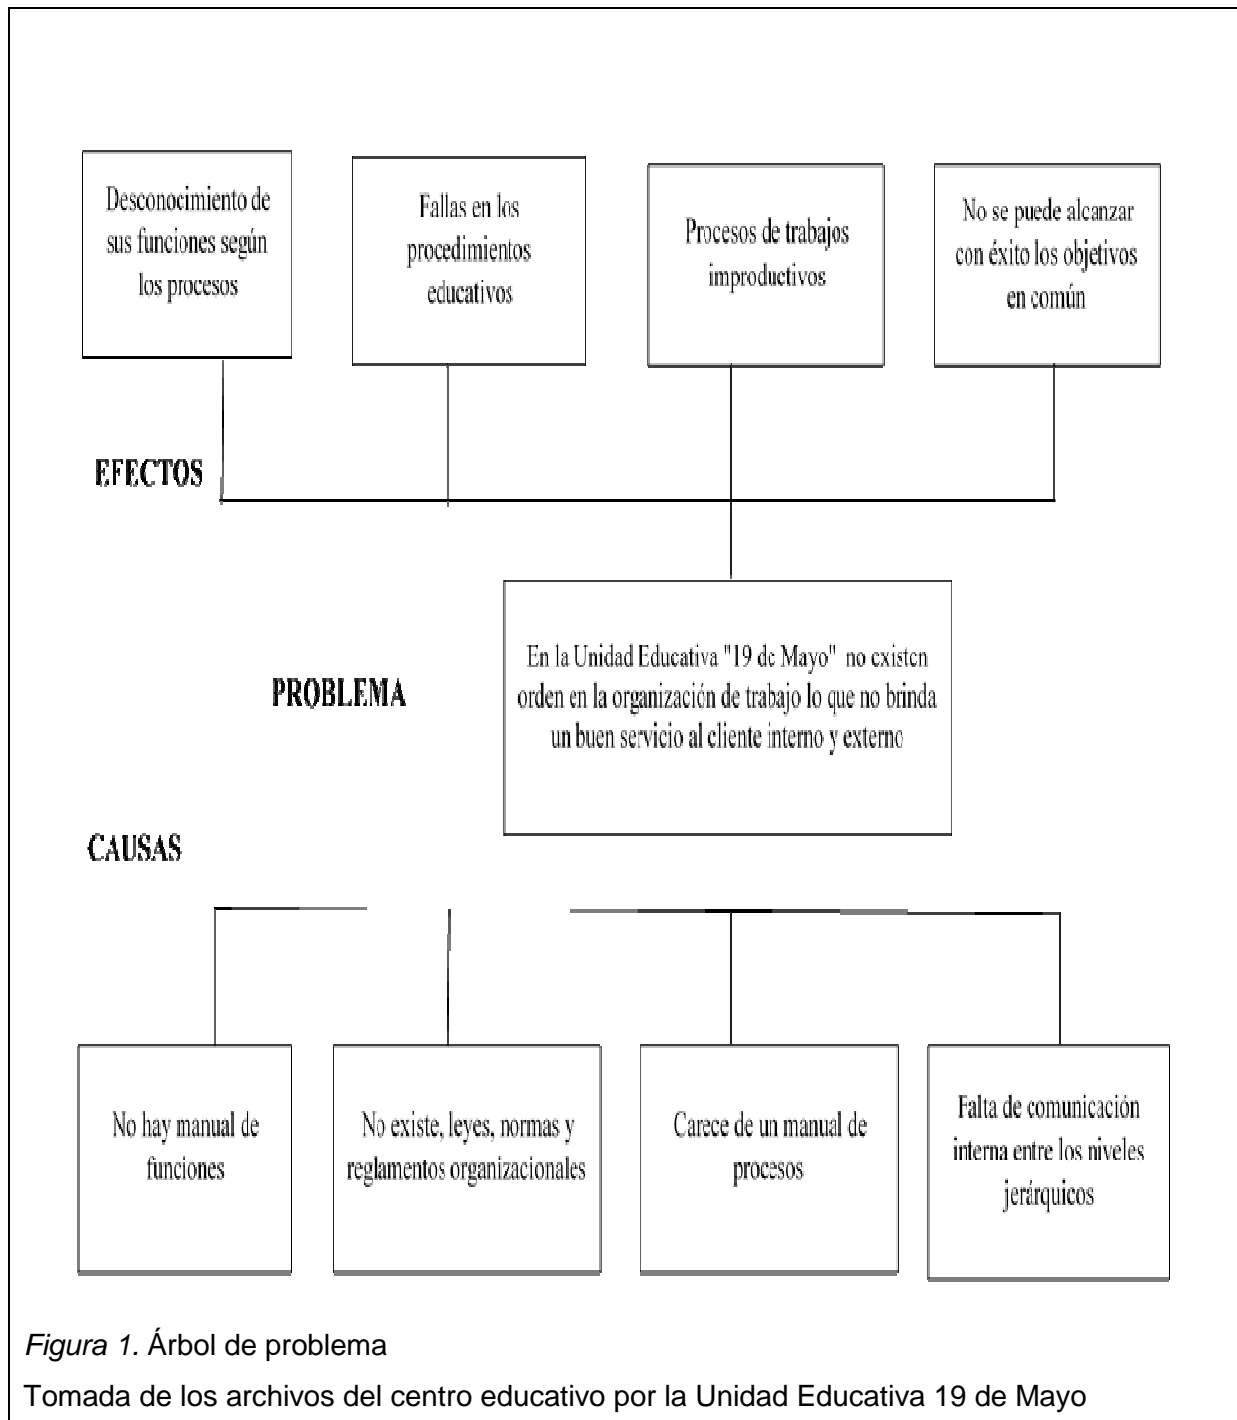 Desconocimiento de
sus funciones según
los procesos
Fallas en los
procedimientos
educativos
Procesos de trabajos
improductivos
No se puede alcanzar
con éxito los objetivos
en común
EFECTOS
En la Unidad Educativa "19 de Mayo" no existen
orden en la organización de trabajo lo que no brinda
un buen servicio al cliente interno y externo
PROBLEMA
CAUSAS
No hay manual de
funciones
No existe, leyes, normas y
reglamentos organizacionales
Carece de un manual de
procesos
Falta de comunicación
interna entre los niveles
jerárquicos
Figura 1. Árbol de problema
Tomada de los archivos del centro educativo por la Unidad Educativa 19 de Mayo